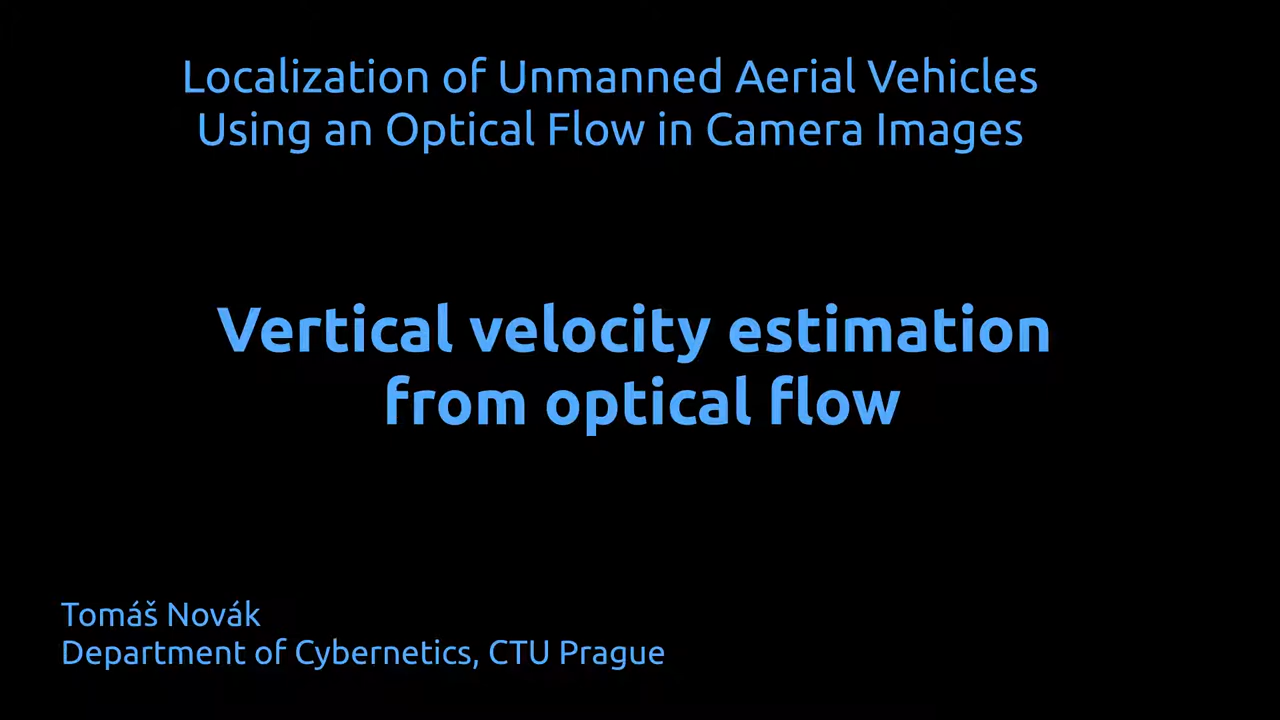 Localization of Unmanned Aerial Vehicles
Using an Optical Flow in Camera Images
Vertical velocity estimation
from optical flow
Tomáš Novák
Department of Cybernetics, CTU Prague